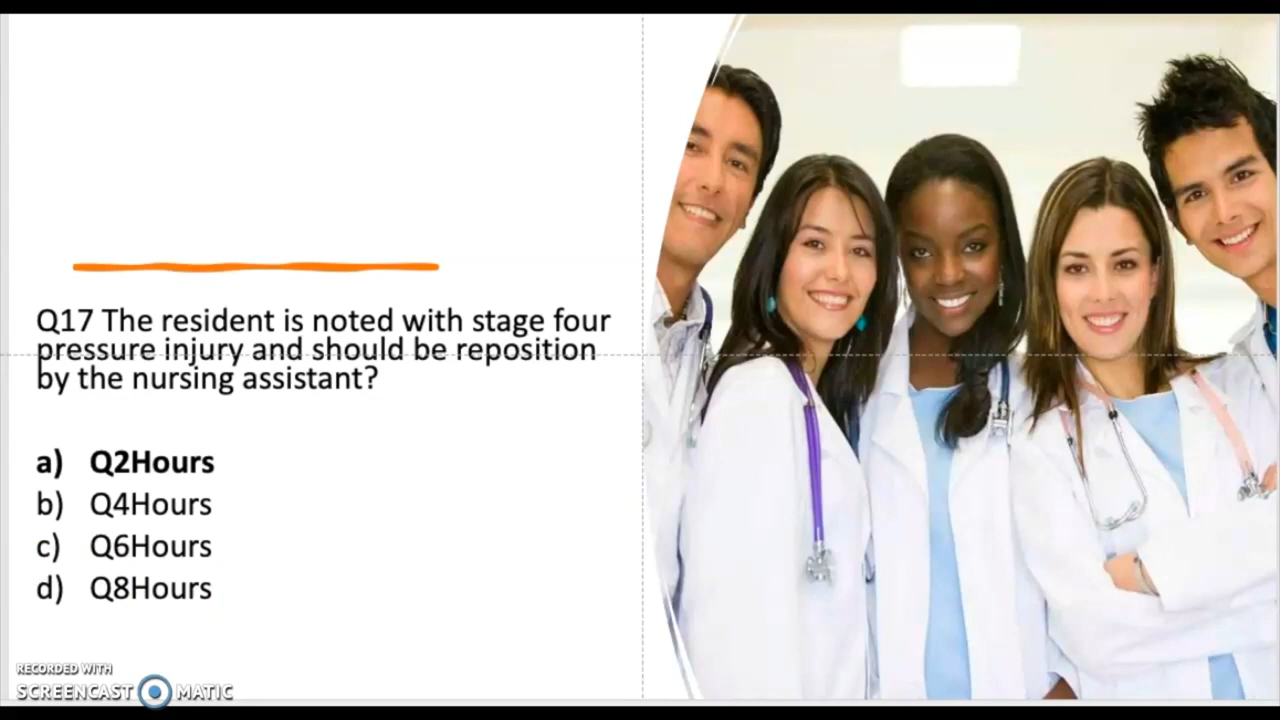 Q17 The resident is noted with stage four
pressure injury and should be reposition
by the nursing assistant?
a) Q2Hours
b) Q4Hours
c) Q6Hours
d) Q8Hours
RECORDED WITH
SCREENCAST MATIC